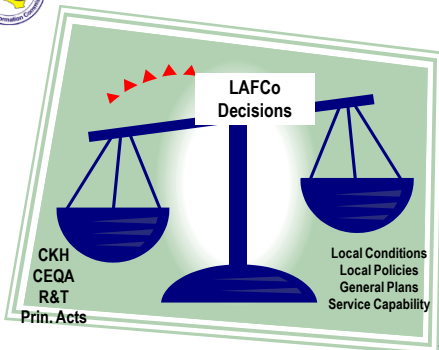 LAFCo
Decisions
CKH
CEQA
R&T
Prin. Acts
Local Conditions
Local Policies
General Plans
Service Capability